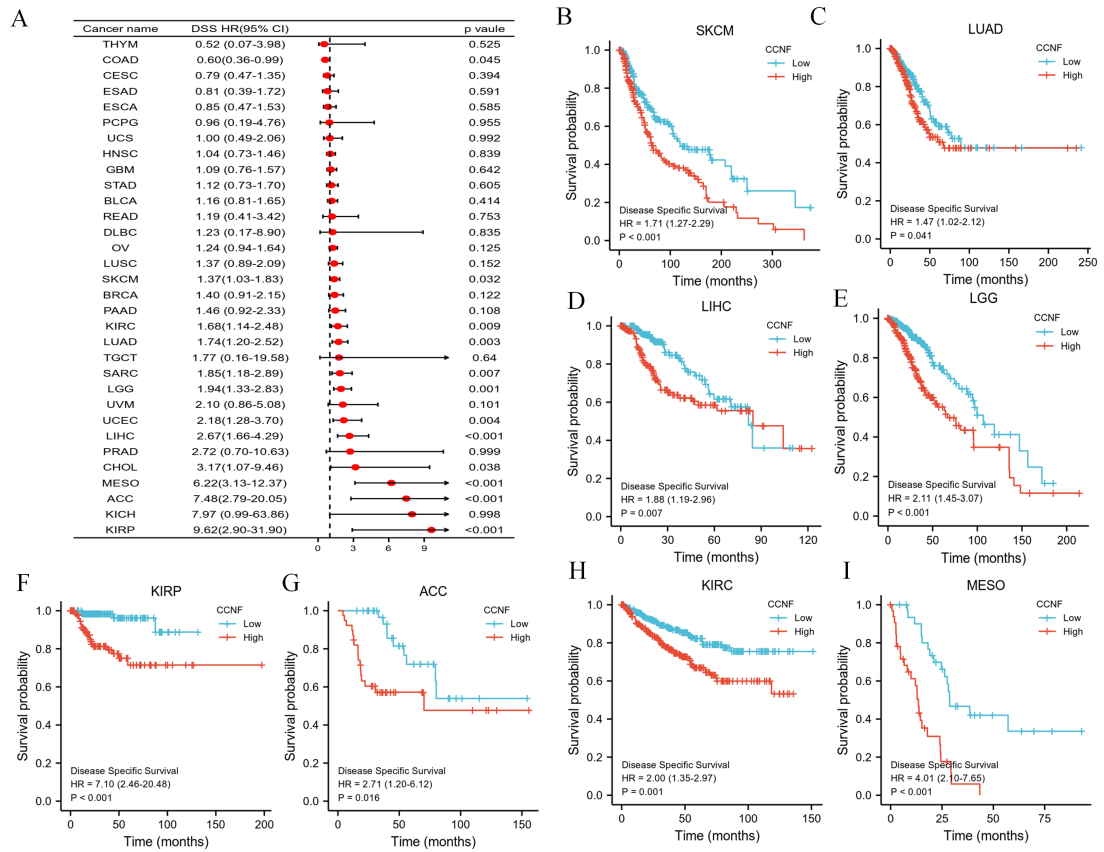 A
Cancer name DSS HR(95% CI) p vaule
THYM 0.52 (0.07-3.98) 0.525
COAD 0.60(0.36-0.99) 0.045
CESC 0.79 (0.47-1.35) 0.394
ESAD 0.81 (0.39-1.72) 0.591
ESCA 0.85 (0.47-1.53) 0.585
PCPG 0.96 (0.19-4.76) 0.955
UCS 1.00 (0.49-2.06) 0.992
HNSC 1.04 (0.73-1.46) 0.839
GBM 1.09 (0.76-1.57) 0.642
STAD 1.12 (0.73-1.70) 0.605
BLCA 1.16 (0.81-1.65) 0.414
READ 1.19 (0.41-3.42) 0.753
DLBC 1.23 (0.17-8.90) 0.835
OV 1.24 (0.94-1.64) 0.125
LUSC 1.37 (0.89-2.09) 0.152
SKCM 1.37(1.03-1.83) 0.032
BRCA 1.40 (0.91-2.15) 0.122
PAAD 1.46 (0.92-2.33) 0.108
KIRC 1.68(1.14-2.48) 0.009
LUAD 1.74(1.20-2.52) 0.003
TGCT 1.77 (0.16-19.58) 0.64
SARC 1.85(1.18-2.89) 0.007
LGG 1.94(1.33-2.83) 0.001
UVM 2.10 (0.86-5.08) 0.101
UCEC 2.18 (1.28-3.70) 0.004
LIHC 2.67(1.66-4.29) <0.001
PRAD 2.72 (0.70-10.63) 0.999
CHOL 3.17(1.07-9.46) 0.038
MESO 6.22(3.13-12.37) <0.001
ACC 7.48(2.79-20.05) <0.001
KICH 7.97 (0.99-63.86) 0.998
KIRP 9.62(2.90-31.90) <0.001
0 3 6 9
B
SKCM
CCNF
Low
High
Survival probability
1.0
0.8
0.6
0.4
0.2
0.0
Disease Specific Survival
HR = 1.71 (1.27-2.29)
P < 0.001
0 100 200 300
Time (months)
C
LUAD
CCNF
Low
High
Survival probability
1.0
0.8
0.6
0.4
0.2
0.0
Disease Specific Survival
HR = 1.47 (1.02-2.12)
P = 0.041
0 50 100 150 200 250
Time (months)
D
LIHC
CCNF
Low
High
Survival probability
1.0
0.8
0.6
0.4
0.2
0.0
Disease Specific Survival
HR = 1.88 (1.19-2.96)
P = 0.007
0 30 60 90 120
Time (months)
E
LGG
CCNF
Low
High
Survival probability
1.0
0.8
0.6
0.4
0.2
0.0
Disease Specific Survival
HR = 2.11 (1.45-3.07)
P < 0.001
0 50 100 150 200
Time (months)
F
KIRP
CCNF
Low
High
Survival probability
1.0
0.8
0.6
0.4
0.2
0.0
Disease Specific Survival
HR = 7.10 (2.46-20.48)
P < 0.001
0 50 100 150 200
Time (months)
G
ACC
CCNF
Low
High
Survival probability
1.0
0.8
0.6
0.4
0.2
0.0
Disease Specific Survival
HR = 2.71 (1.20-6.12)
P = 0.016
0 50 100 150
Time (months)
H
KIRC
CCNF
Low
High
Survival probability
1.0
0.8
0.6
0.4
0.2
0.0
Disease Specific Survival
HR = 2.00 (1.35-2.97)
P = 0.001
0 50 100 150
Time (months)
I
MESO
CCNF
Low
High
Survival probability
1.0
0.8
0.6
0.4
0.2
0.0
Disease Specific Survival
HR = 4.01 (2.10-7.65)
P < 0.001
0 25 50 75
Time (months)